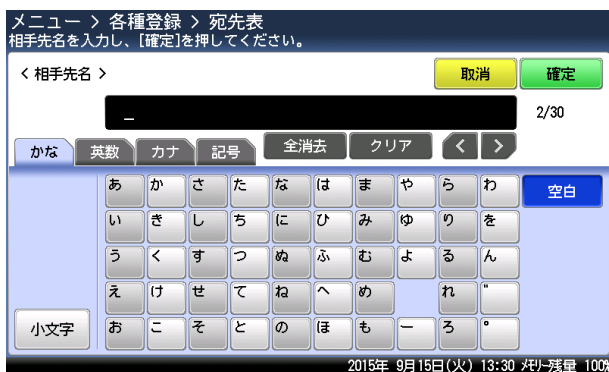 メニュー > 各種登録 > 宛先表
相手先名を入力し、[確定]を押してください。
< 相手先名 >
取消
確定
_
2/30
かな
英数
カナ
記号
全消去
クリア
<
>
あ か さ た な は ま や ら わ
空白
い き し ち に ひ み ゆ り を
う く す つ ぬ ふ む よ る ん
え け せ て ね へ め れ ゛
小文字
お こ そ と の ほ も ー ろ ゜
2015年 9月15日(火) 13:30 メモリー残量 100%